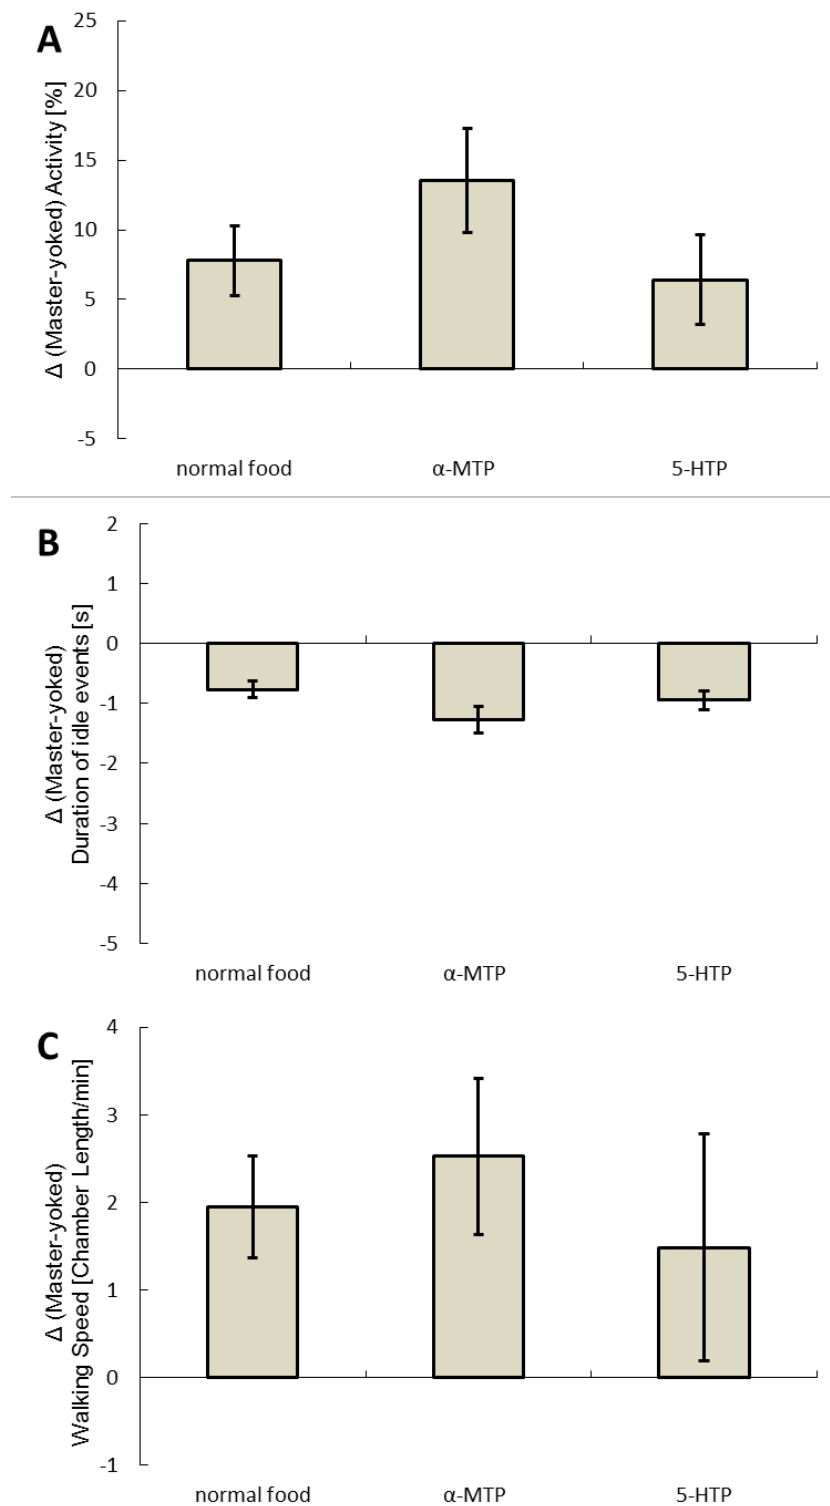 A
Δ (Master-yoked) Activity [%]
25
20
15
10
5
0
-5
normal food
α-MTP
5-HTP
B
Δ (Master-yoked)
Duration of idle events [s]
2
1
0
-1
-2
-3
-4
-5
normal food
α-MTP
5-HTP
C
Δ (Master-yoked)
Walking Speed [Chamber Length/min]
4
3
2
1
0
-1
normal food
α-MTP
5-HTP